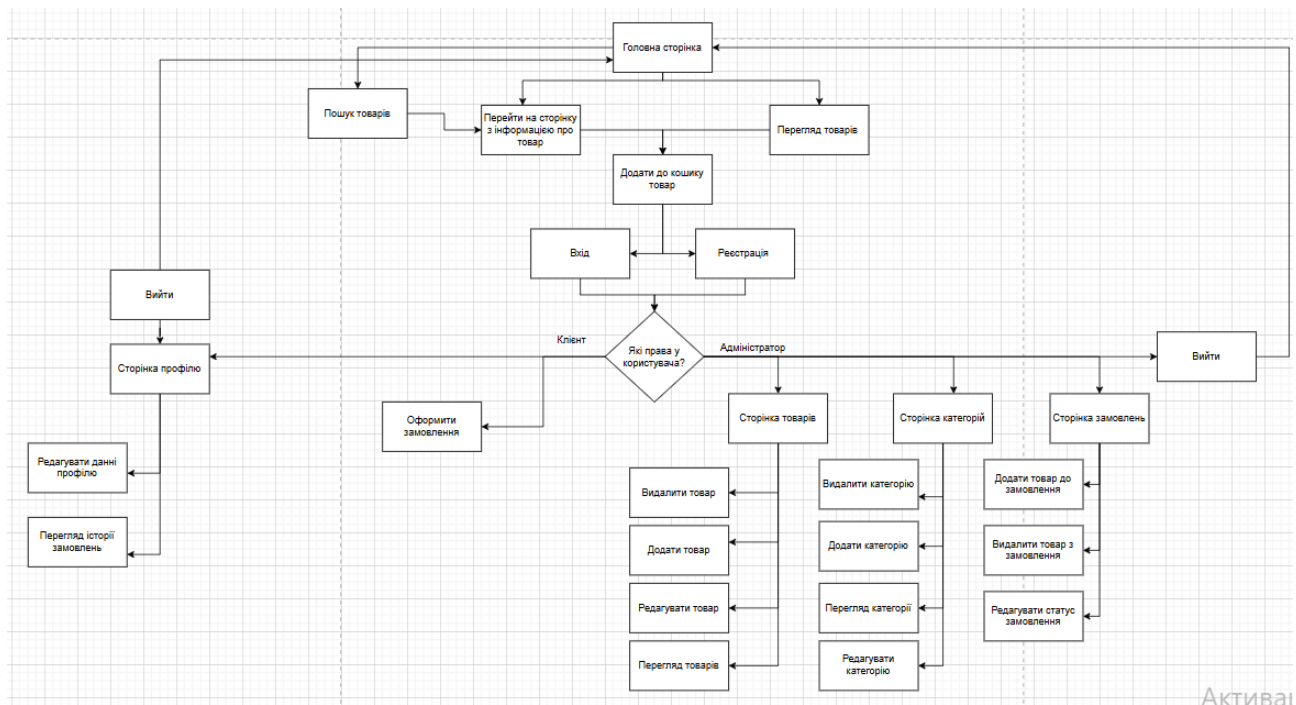 Головна сторінка
Пошук товарів
Перейти на сторінку
з інформацією про
товар
Перегляд товарів
Додати до кошику
товар
Вхід
Реєстрація
Вийти
Клієнт
Які права у
користувача?
Адміністратор
Вийти
Сторінка профілю
Оформити
замовлення
Сторінка товарів
Сторінка категорій
Сторінка замовлень
Редагувати данні
профілю
Перегляд історії
замовлень
Видалити товар
Додати товар
Редагувати товар
Перегляд товарів
Видалити категорію
Додати категорію
Перегляд категорії
Редагувати
категорію
Додати товар до
замовлення
Видалити товар з
замовлення
Редагувати статус
замовлення